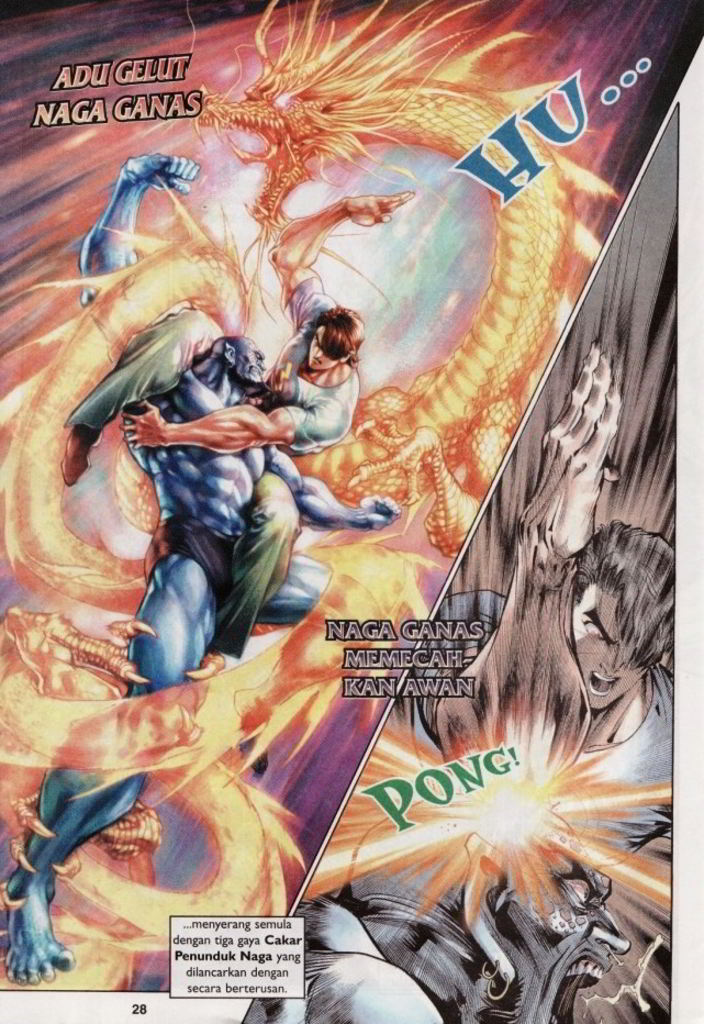 ADU GELUT
NAGA GANAS
HU...
NAGA GANAS
MEMECAH-
KAN AWAN
PONG!
...menyerang semula
dengan tiga gaya Cakar
Penunduk Naga yang
dilancarkan dengan
secara berterusan.
28